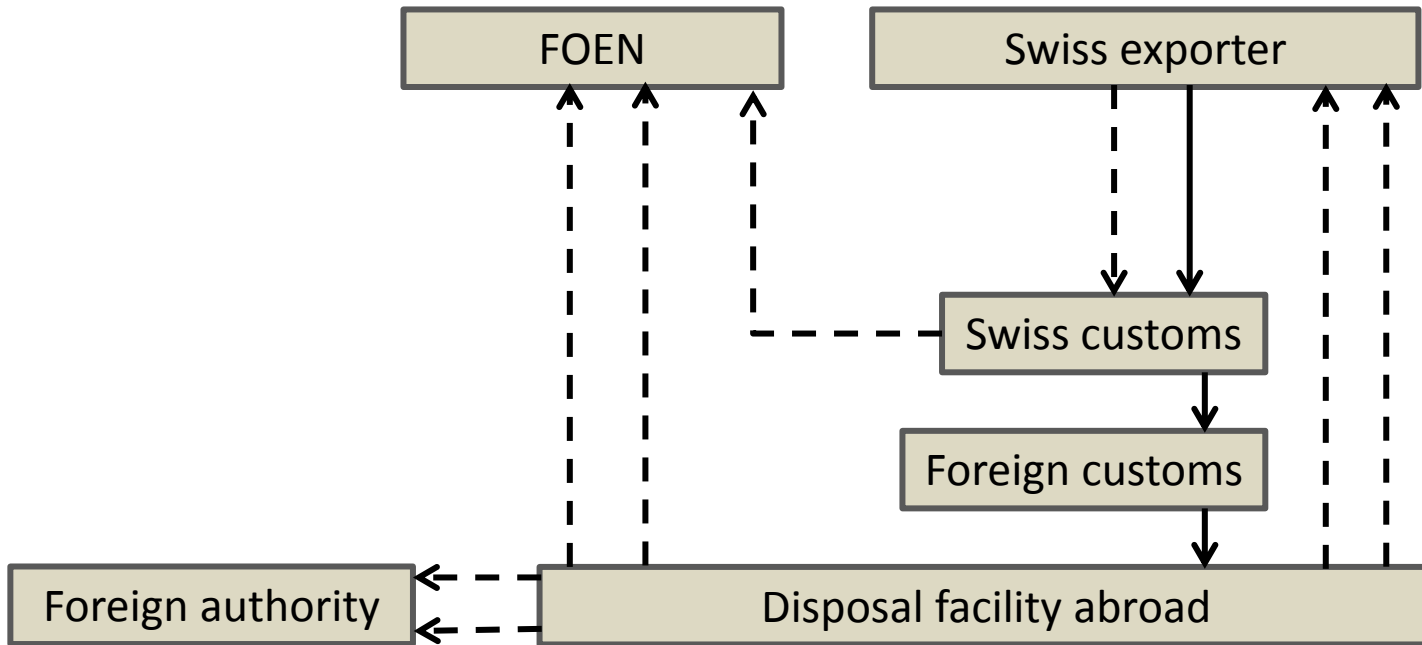 FOEN
Swiss exporter
Swiss customs
Foreign customs
Foreign authority
Disposal facility abroad